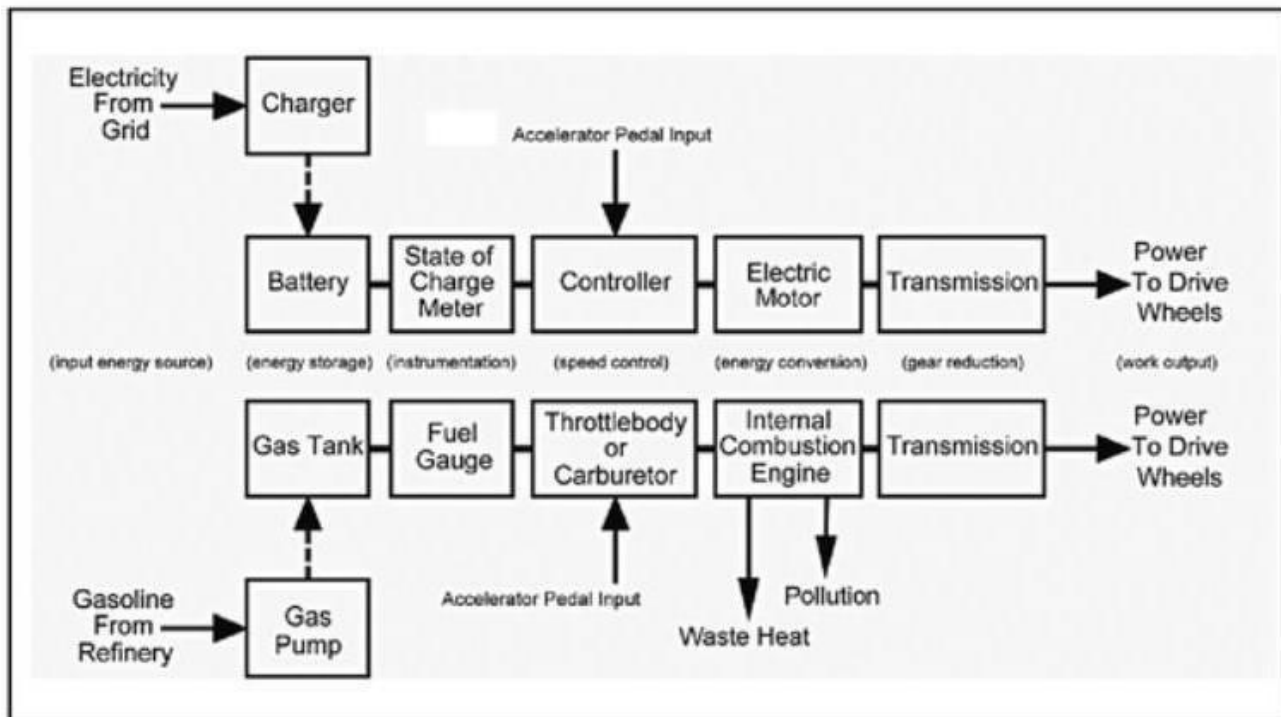 Electricity
From
Grid
Charger
Accelerator Pedal Input
Battery
State of
Charge
Meter
Controller
Electric
Motor
Transmission
Power
To Drive
Wheels
(input energy source)
(energy storage)
(instrumentation)
(speed control)
(energy conversion)
(gear reduction)
(work output)
Gas Tank
Fuel
Gauge
Throttlebody
or
Carburetor
Internal
Combustion
Engine
Transmission
Power
To Drive
Wheels
Gasoline
From
Refinery
Gas
Pump
Accelerator Pedal Input
Waste Heat
Pollution